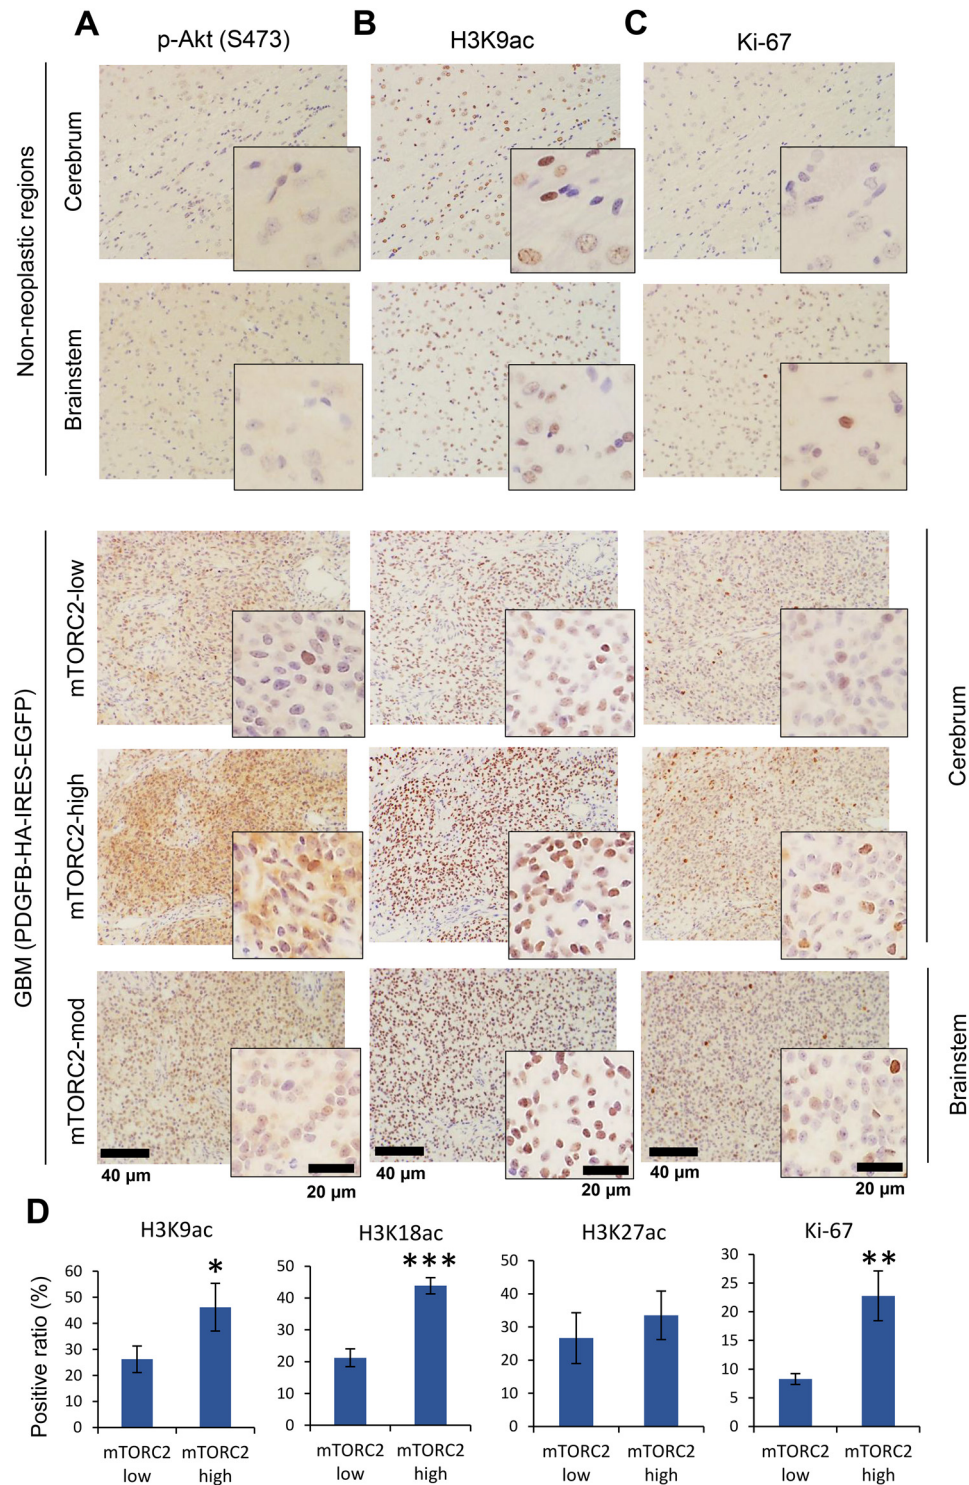 A
B
C
p-Akt (S473)
H3K9ac
Ki-67
Non-neoplastic regions
Cerebrum
Brainstem
GBM (PDGFB-HA-IRES-EGFP)
mTORC2-low
mTORC2-high
mTORC2-mod
Cerebrum
Brainstem
40 µm
20 µm
40 µm
20 µm
40 µm
20 µm
D
H3K9ac
H3K18ac
H3K27ac
Ki-67
Positive ratio (%)
60
50
40
30
20
10
0
*
mTORC2 low
mTORC2 high
50
40
30
20
10
0
***
mTORC2 low
mTORC2 high
50
40
30
20
10
0
mTORC2 low
mTORC2 high
30
25
20
15
10
5
0
**
mTORC2 low
mTORC2 high